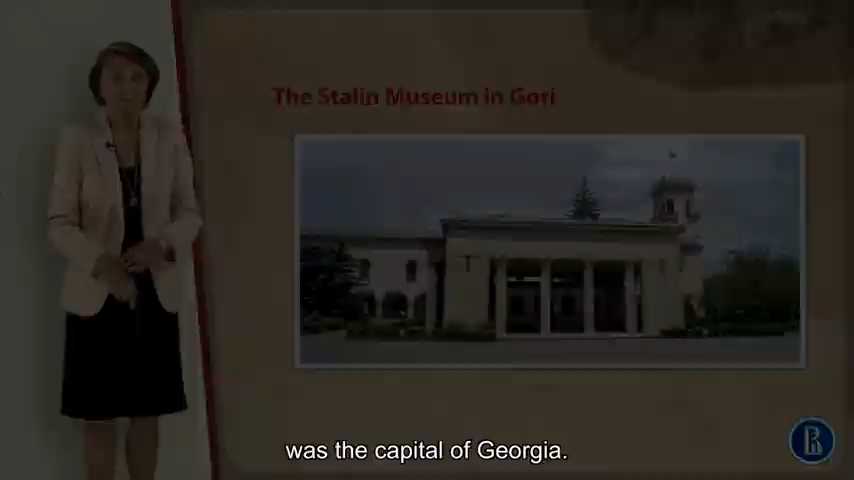 The Stalin Museum in Gori
was the capital of Georgia.